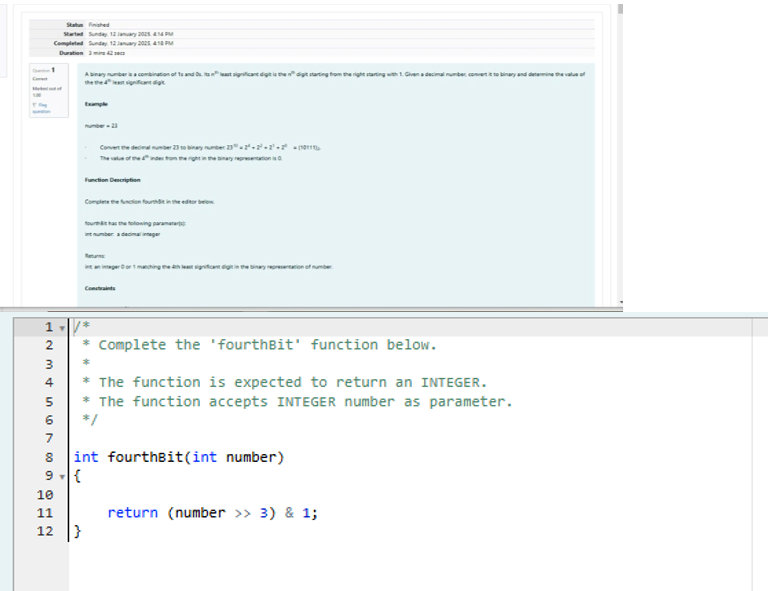 Status Finished
Started Sunday, 12 January 2025, 4:14 PM
Completed Sunday, 12 January 2025, 4:18 PM
Duration 3 mins 42 secs
Question 1
Correct
Marked out of
1.00
Flag
question
A binary number is a combination of 1s and 0s. Its nth least significant digit is the nth digit starting from the right starting with 1. Given a decimal number, convert it to binary and determine the value of
the the 4th least significant digit.
Example
number = 23
· Convert the decimal number 23 to binary number: 23¹⁰ = 2⁴ + 2² + 2¹ + 2⁰ = (10111)₂.
· The value of the 4th index from the right in the binary representation is 0.
Function Description
Complete the function fourthBit in the editor below.
fourthBit has the following parameter(s):
int number: a decimal integer
Returns:
int: an integer 0 or 1 matching the 4th least significant digit in the binary representation of number.
Constraints
1 /*
2 * Complete the 'fourthBit' function below.
3 *
4 * The function is expected to return an INTEGER.
5 * The function accepts INTEGER number as parameter.
6 */
7
8 int fourthBit(int number)
9 {
10
11 return (number >> 3) & 1;
12 }